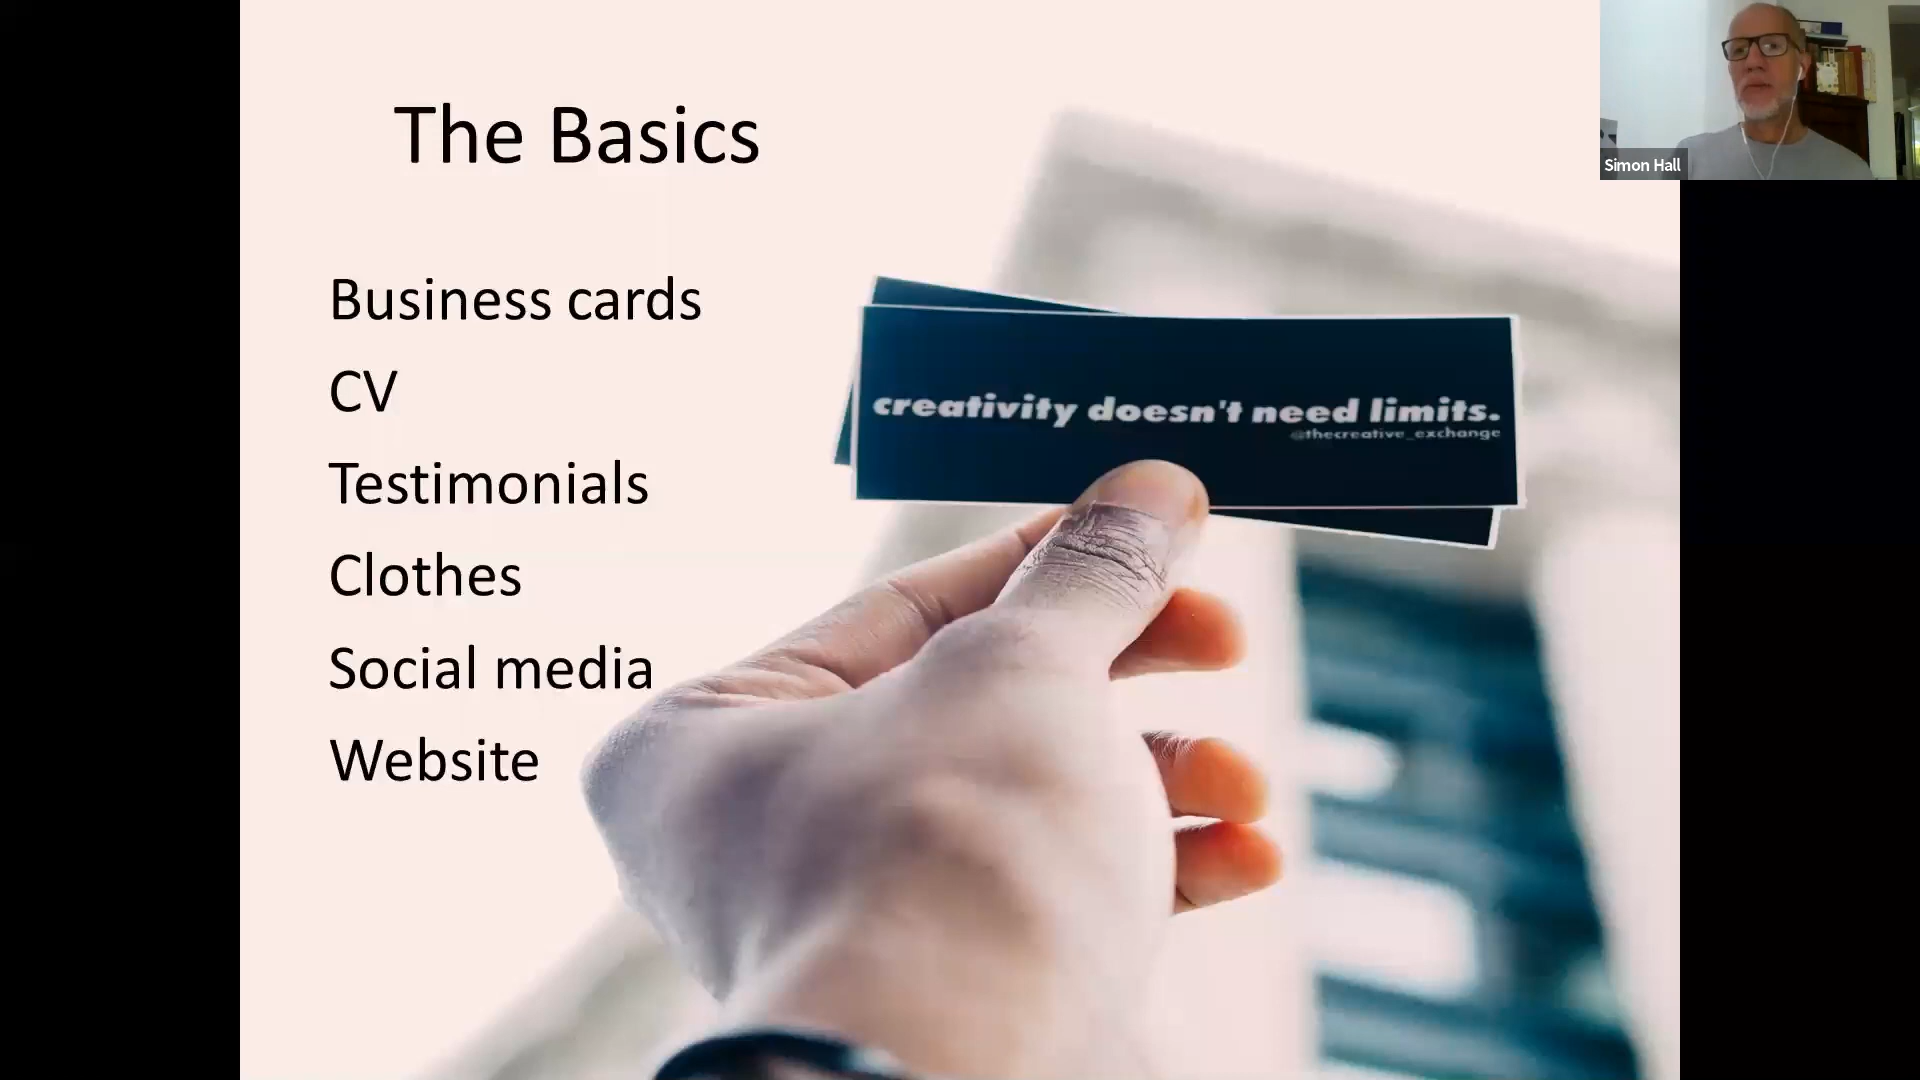 The Basics
Business cards
CV
Testimonials
Clothes
Social media
Website
creativity doesn't need limits.
@thecreative_exchange
Simon Hall